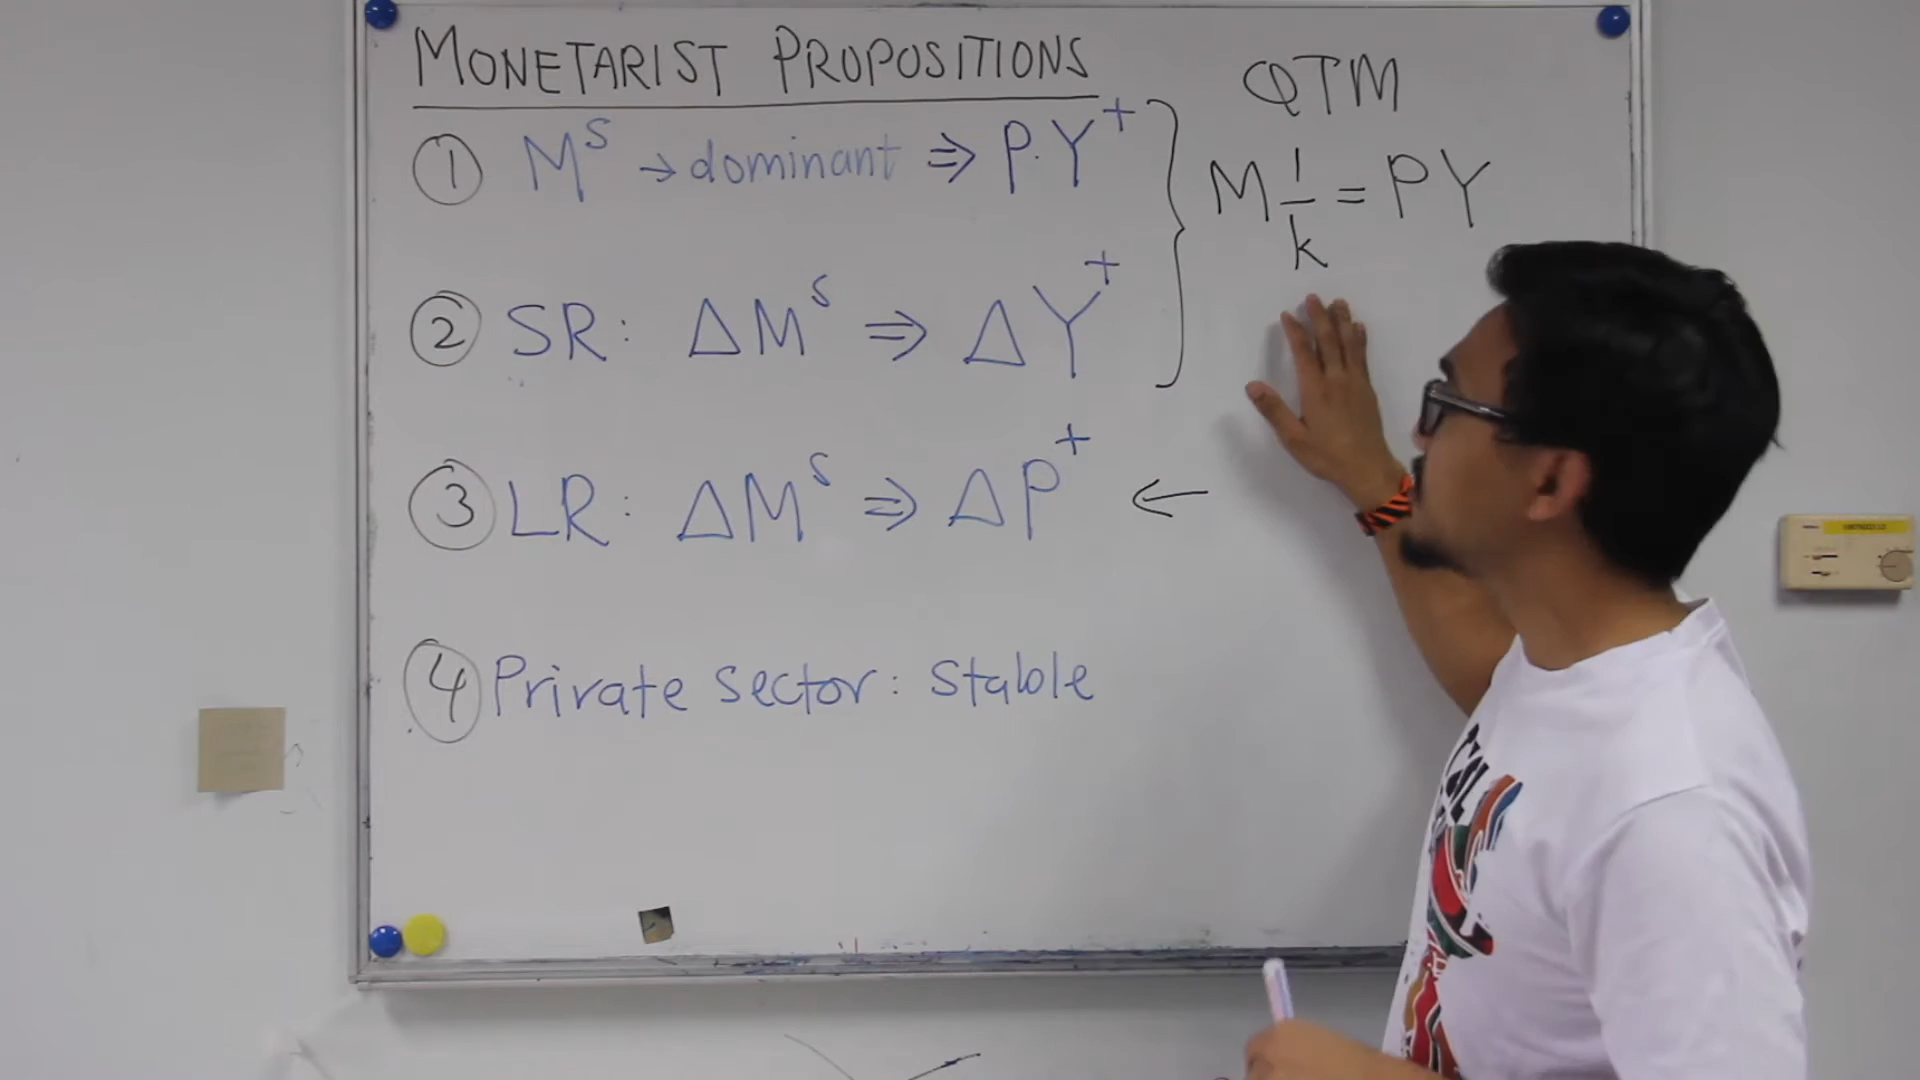 MONETARIST PROPOSITIONS
① Mˢ → dominant ⇒ P.Y⁺
② SR: ΔMˢ ⇒ ΔY⁺
③ LR: ΔMˢ ⇒ ΔP⁺ ←
④ Private sector: Stable
QTM
M 1/k = PY